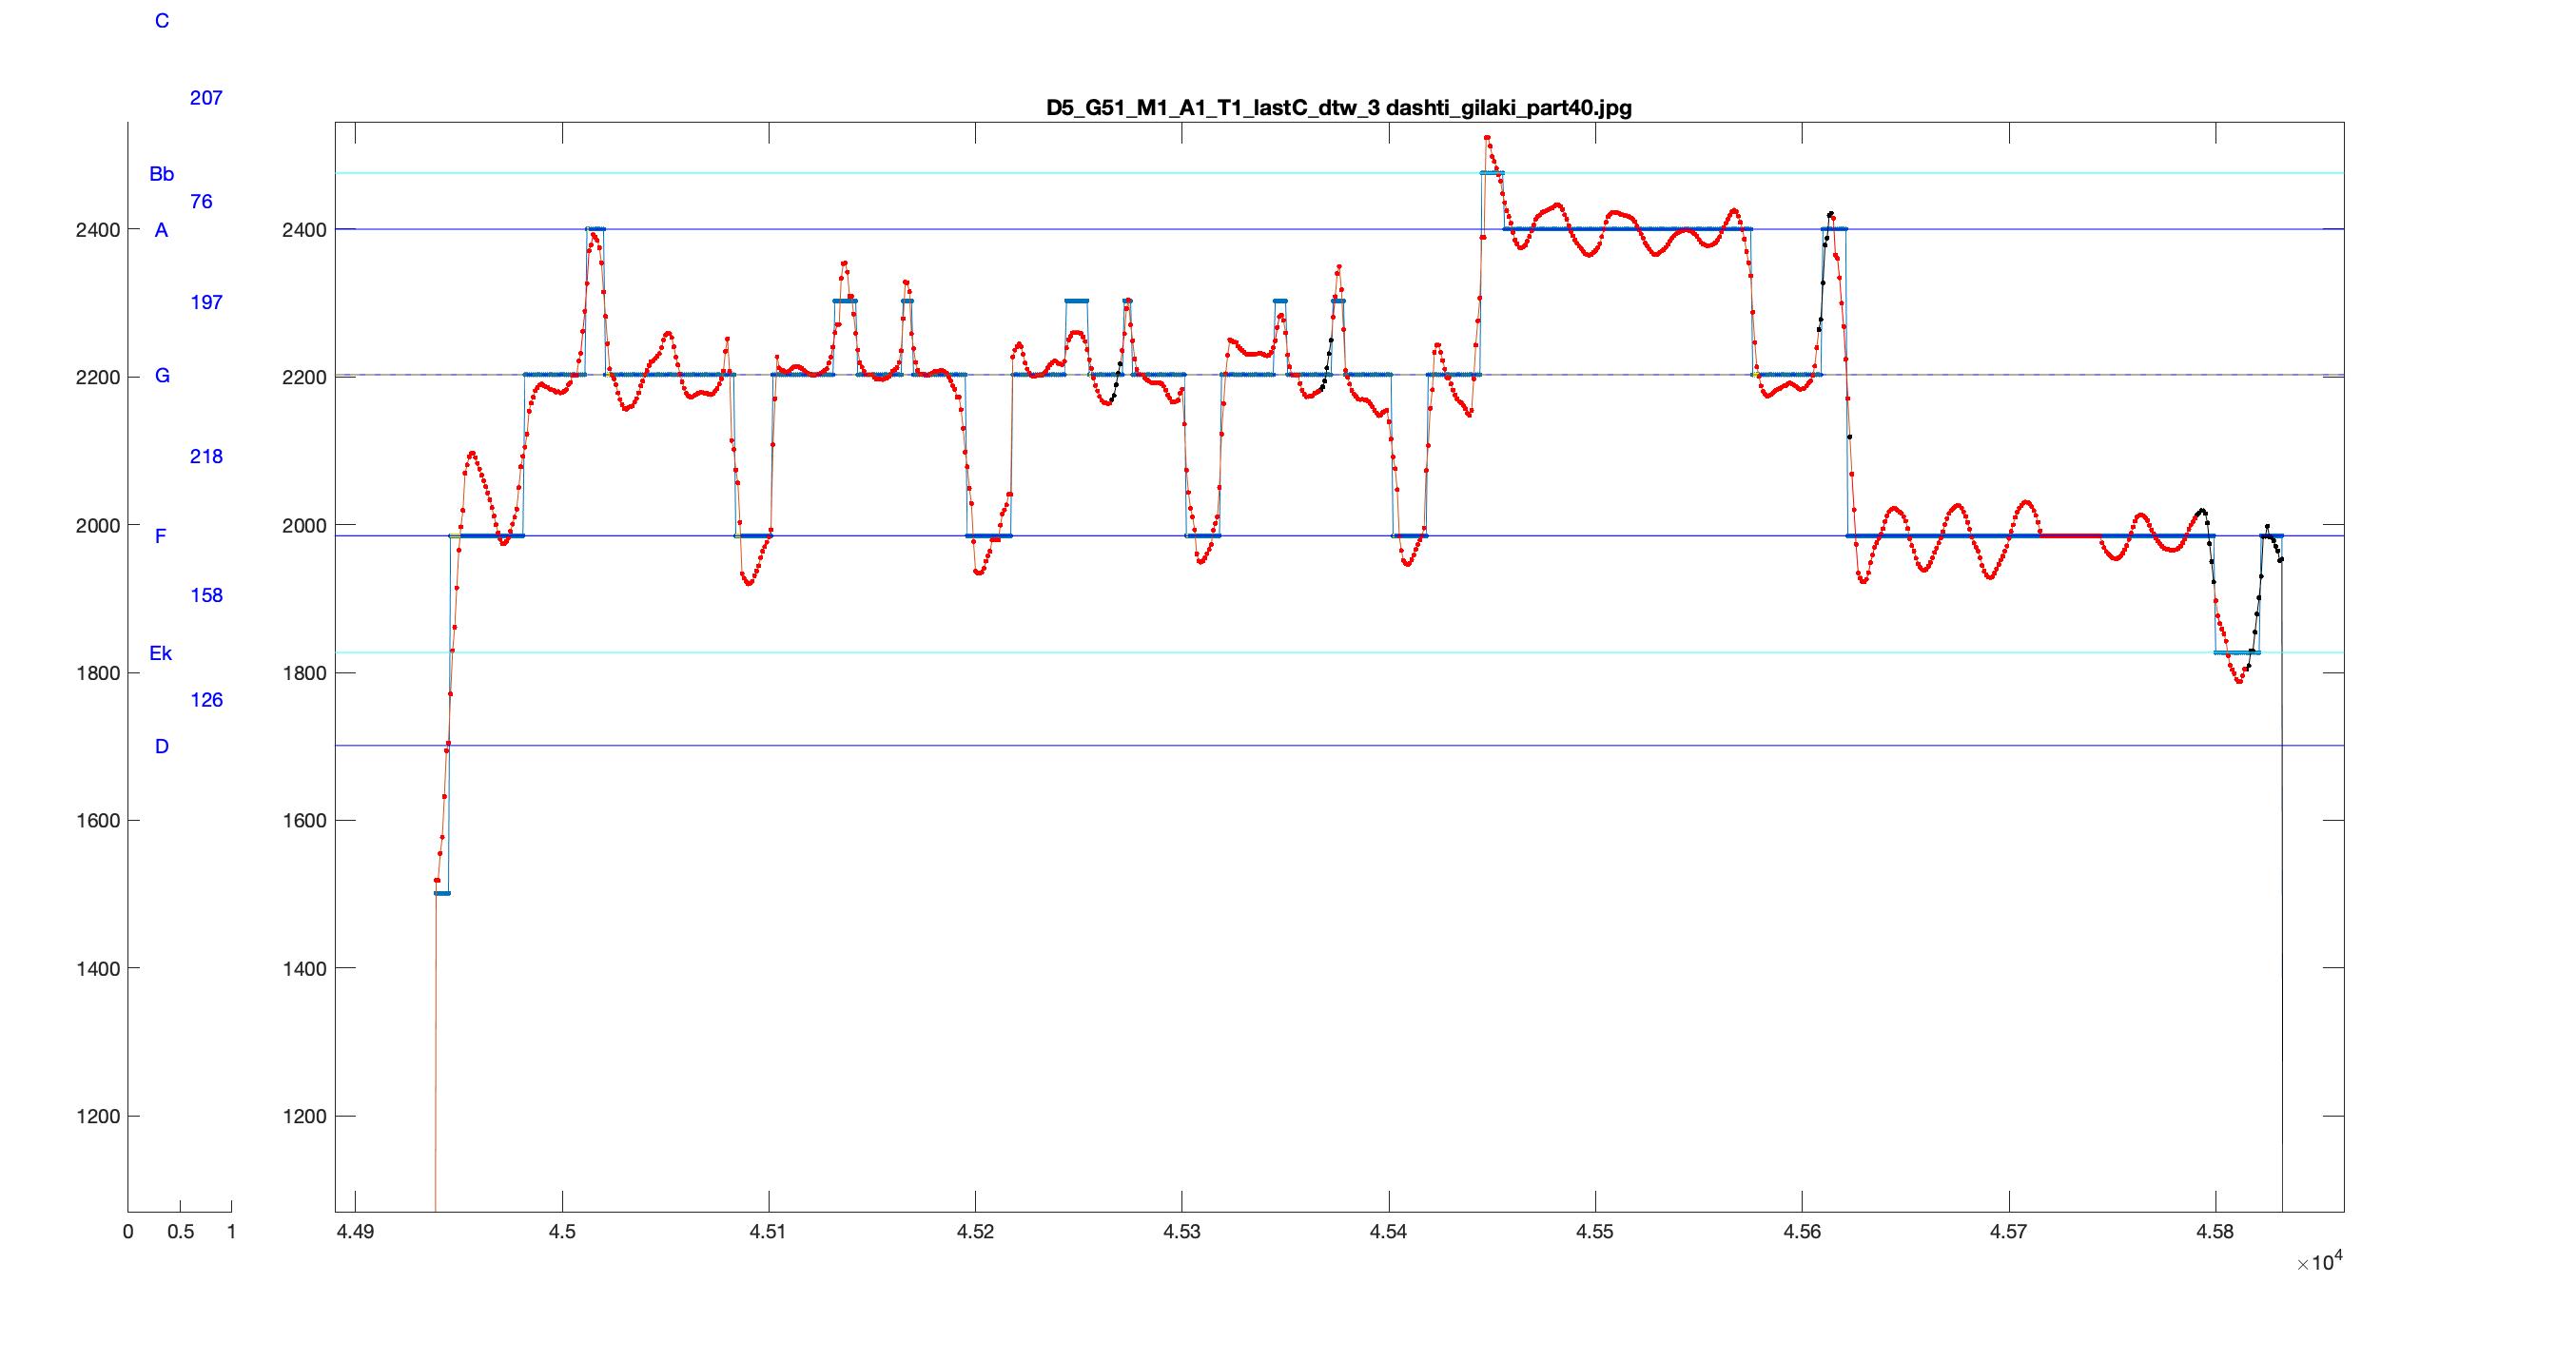 C
207
D5_G51_M1_A1_T1_lastC_dtw_3 dashti_gilaki_part40.jpg
Bb
76
2400 A 2400
197
2200 G 2200
218
2000 F 2000
158
Ek
1800 1800
126
D
1600 1600
1400 1400
1200 1200
0 0.5 1 4.49 4.5 4.51 4.52 4.53 4.54 4.55 4.56 4.57 4.58
×10⁴